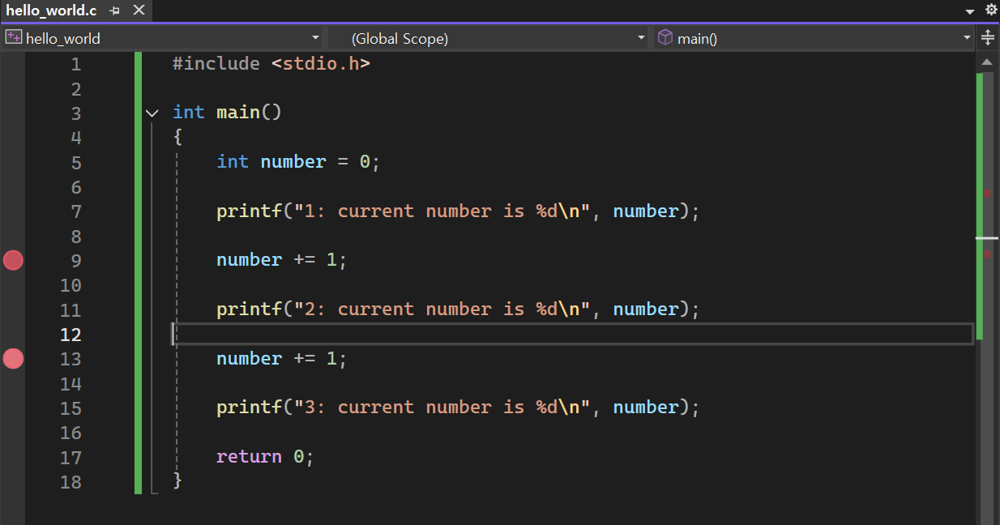 hello_world.c
hello_world (Global Scope) main()
1 #include <stdio.h>
2
3 int main()
4 {
5 int number = 0;
6
7 printf("1: current number is %d\n", number);
8
9 number += 1;
10
11 printf("2: current number is %d\n", number);
12
13 number += 1;
14
15 printf("3: current number is %d\n", number);
16
17 return 0;
18 }